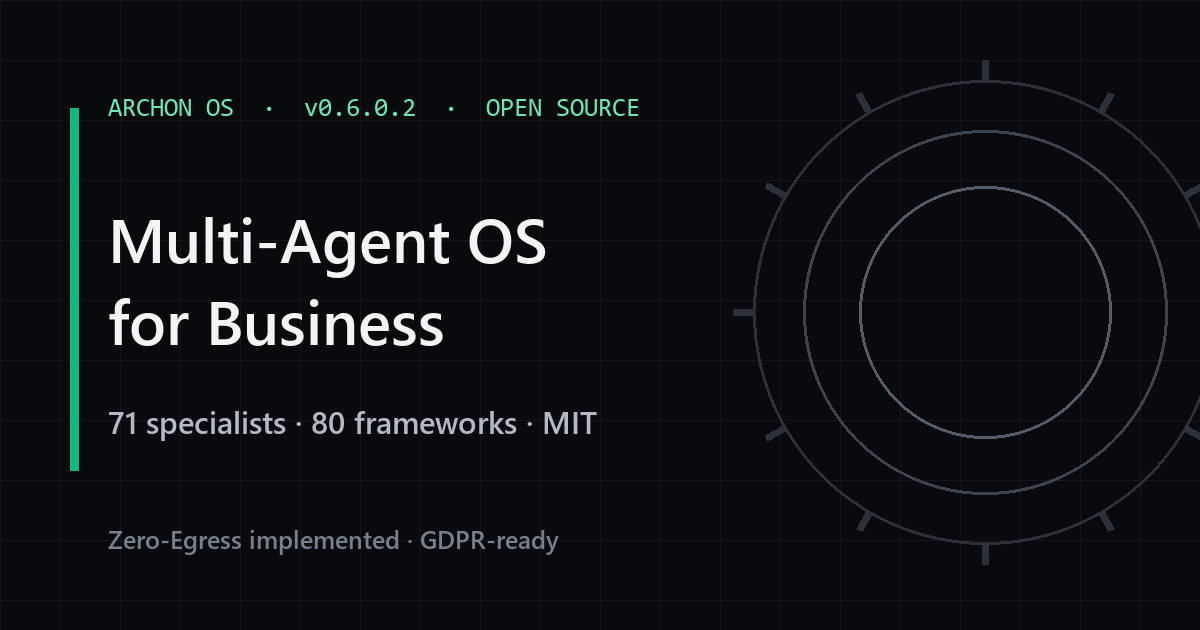 ARCHON OS · v0.6.0.2 · OPEN SOURCE
Multi-Agent OS
for Business
71 specialists · 80 frameworks · MIT
Zero-Egress implemented · GDPR-ready